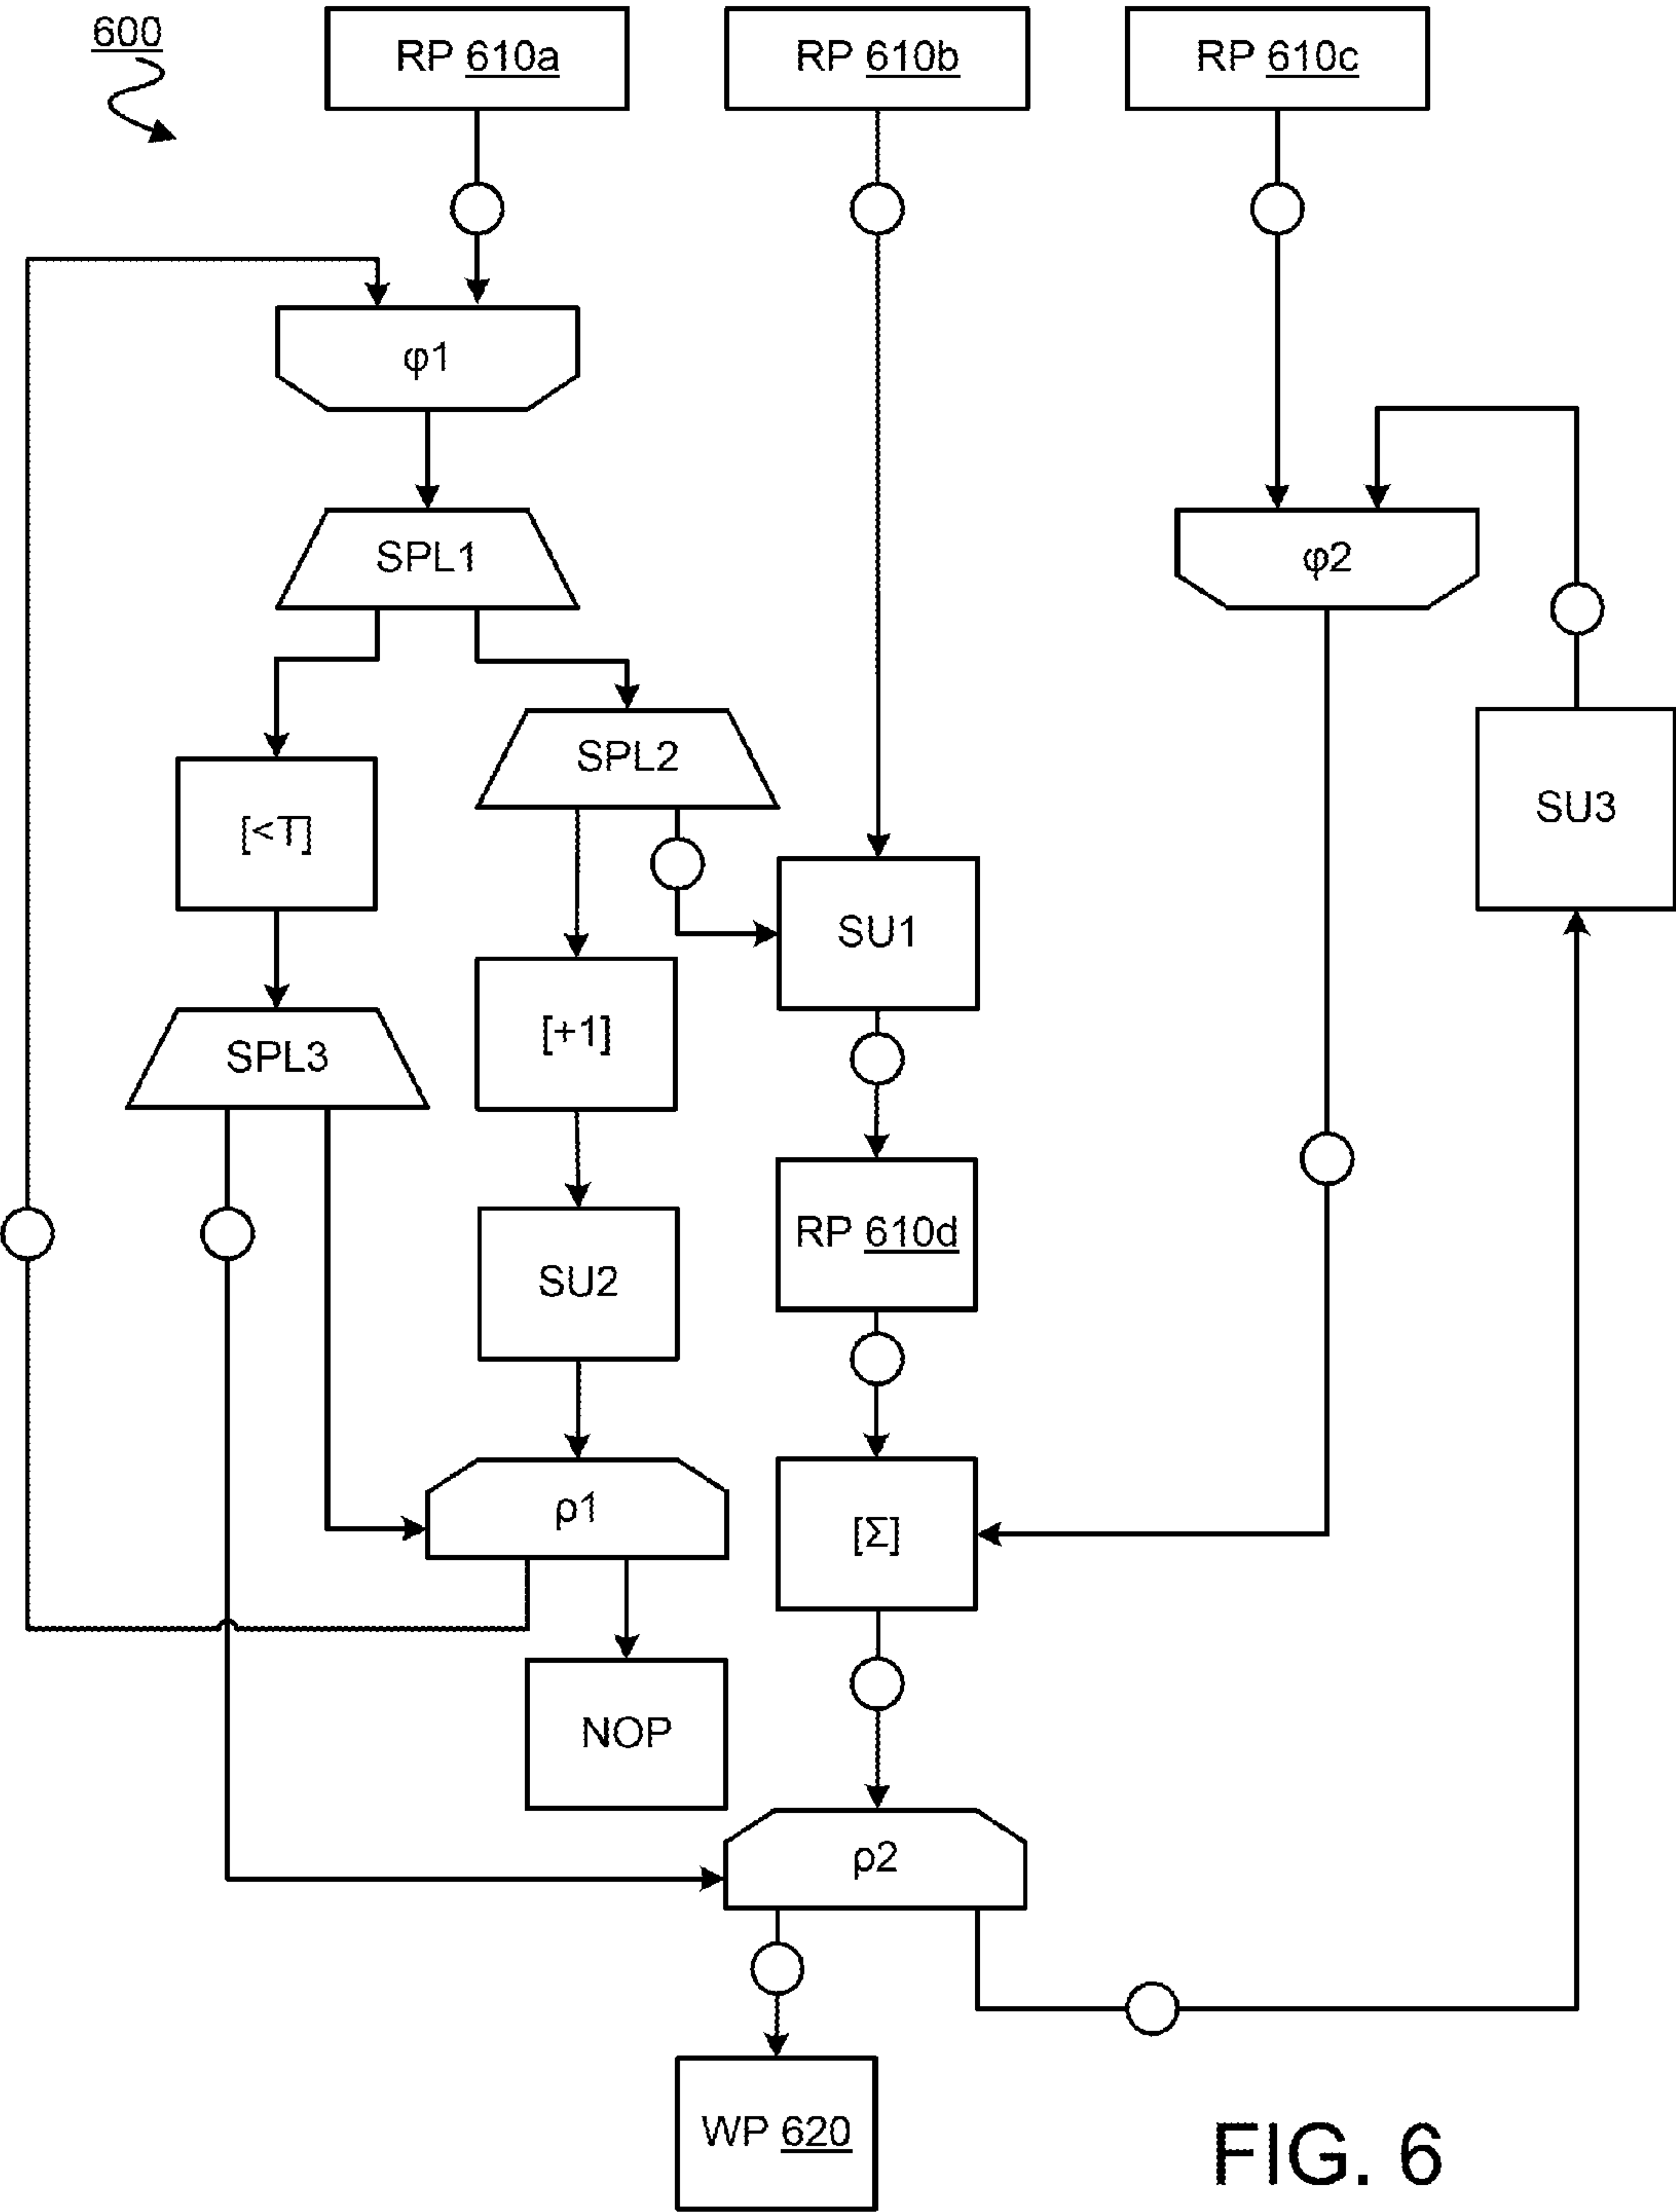 600
RP 610a
RP 610b
RP 610c
φ1
SPL1
φ2
SPL2
SU3
[<T]
SU1
[+1]
SPL3
RP 610d
SU2
ρ1
[Σ]
NOP
ρ2
WP 620
FIG. 6